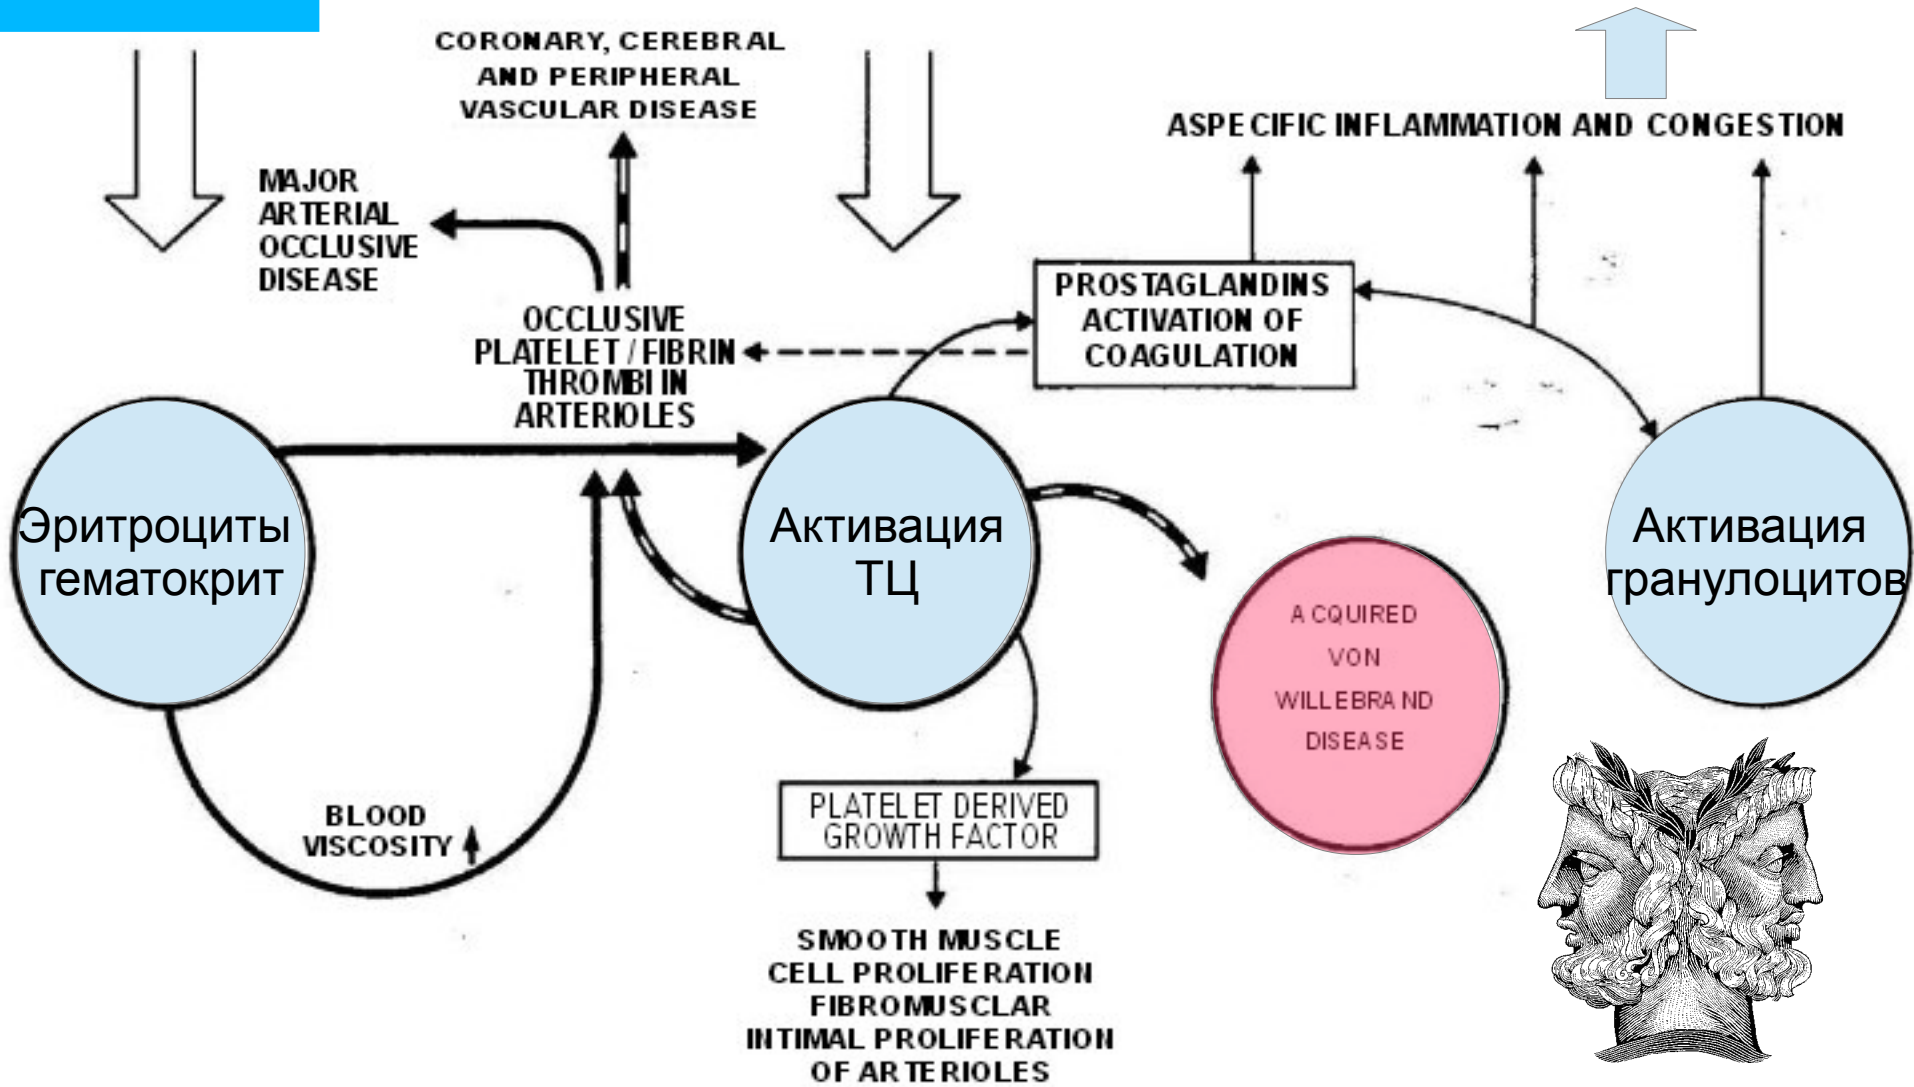 CORONARY, CEREBRAL
AND PERIPHERAL
VASCULAR DISEASE
ASPECIFIC INFLAMMATION AND CONGESTION
MAJOR
ARTERIAL
OCCLUSIVE
DISEASE
PROSTAGLANDINS
ACTIVATION OF
COAGULATION
OCCLUSIVE
PLATELET / FIBRIN
THROMBI IN
ARTERIOLES
Эритроциты
гематокрит
Активация
ТЦ
Активация
гранулоцитов
ACQUIRED
VON
WILLEBRAND
DISEASE
BLOOD
VISCOSITY
PLATELET DERIVED
GROWTH FACTOR
SMOOTH MUSCLE
CELL PROLIFERATION
FIBROMUSCLAR
INTIMAL PROLIFERATION
OF ARTERIOLES